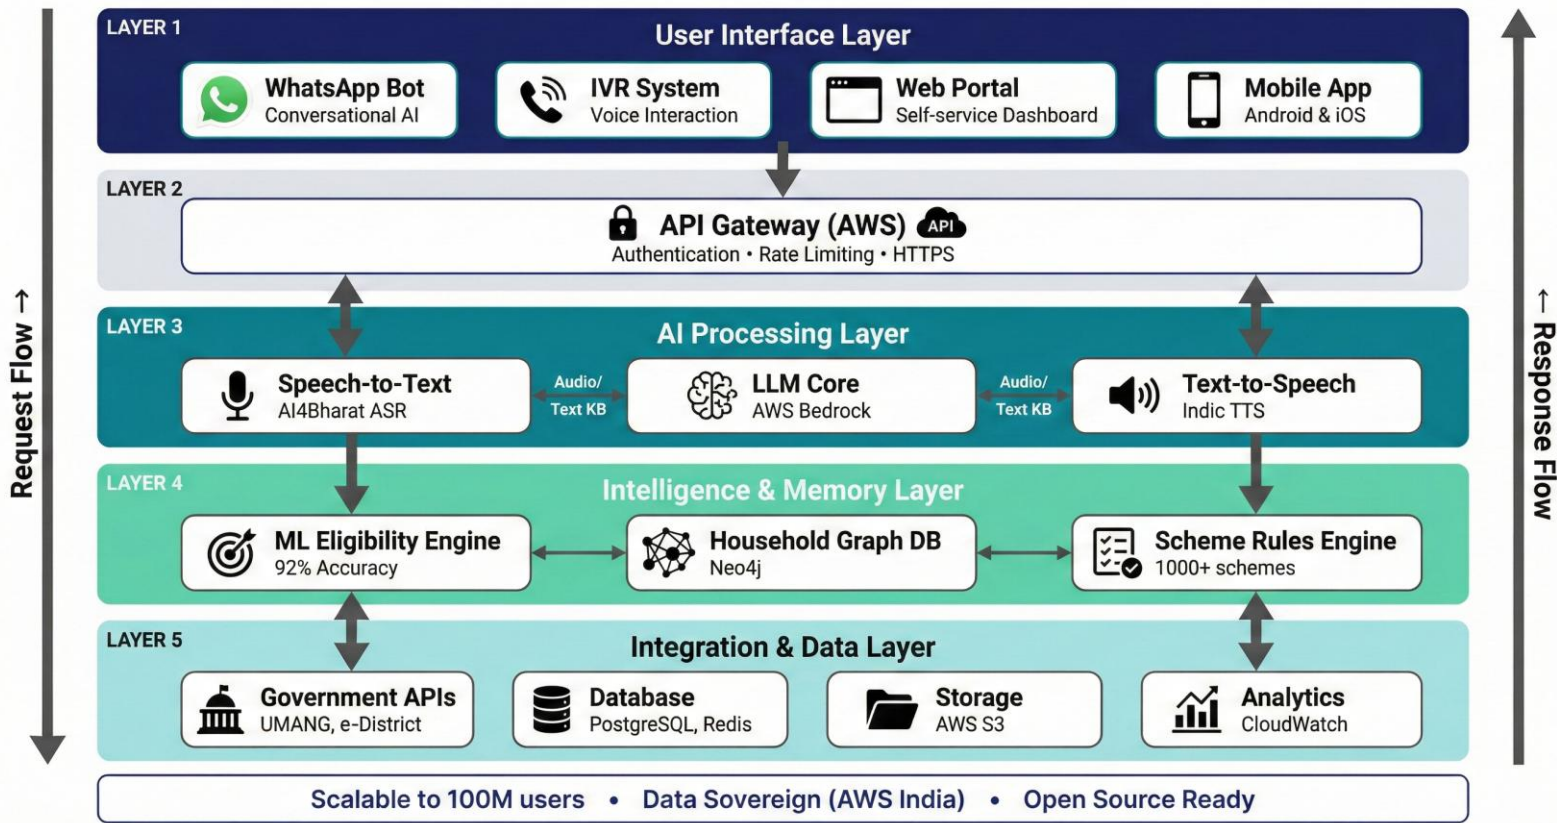 LAYER 1
User Interface Layer
WhatsApp Bot
Conversational AI
IVR System
Voice Interaction
Web Portal
Self-service Dashboard
Mobile App
Android & iOS
LAYER 2
API Gateway (AWS)
API
Authentication • Rate Limiting • HTTPS
Request Flow →
← Response Flow
LAYER 3
AI Processing Layer
Speech-to-Text
AI4Bharat ASR
Audio/
Text KB
LLM Core
AWS Bedrock
Audio/
Text KB
Text-to-Speech
Indic TTS
LAYER 4
Intelligence & Memory Layer
ML Eligibility Engine
92% Accuracy
Household Graph DB
Neo4j
Scheme Rules Engine
1000+ schemes
LAYER 5
Integration & Data Layer
Government APIs
UMANG, e-District
Database
PostgreSQL, Redis
Storage
AWS S3
Analytics
CloudWatch
Scalable to 100M users • Data Sovereign (AWS India) • Open Source Ready